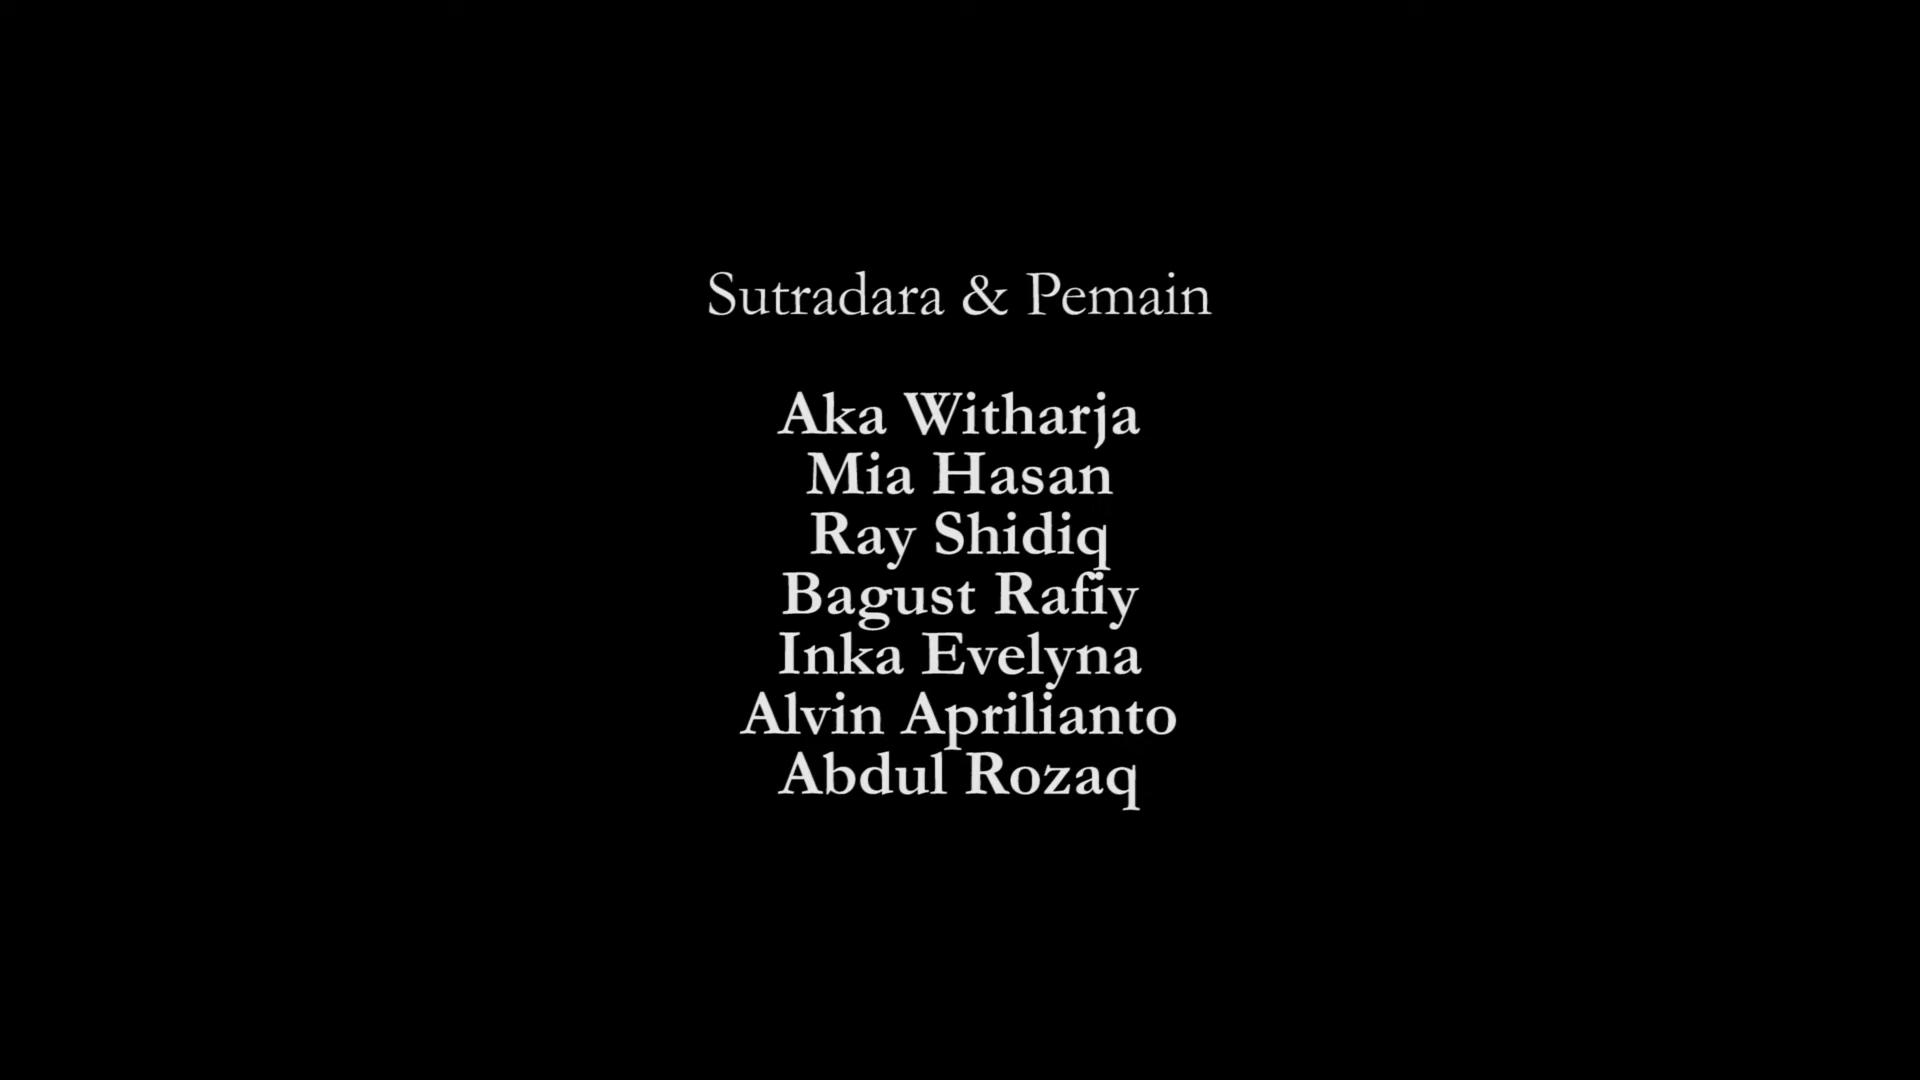 Sutradara & Pemain
Aka Witharja
Mia Hasan
Ray Shidiq
Bagust Rafiy
Inka Evelyna
Alvin Aprilianto
Abdul Rozaq